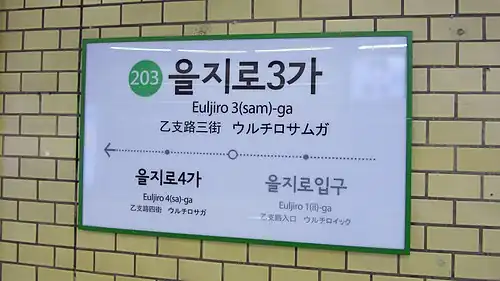 203 을지로3가
Euljiro 3(sam)-ga
乙支路三街 ウルチロサムガ
을지로4가
Euljiro 4(sa)-ga
乙支路四街 ウルチロサガ
을지로입구
Euljiro 1(il)-ga
乙支路入口 ウルチロイック